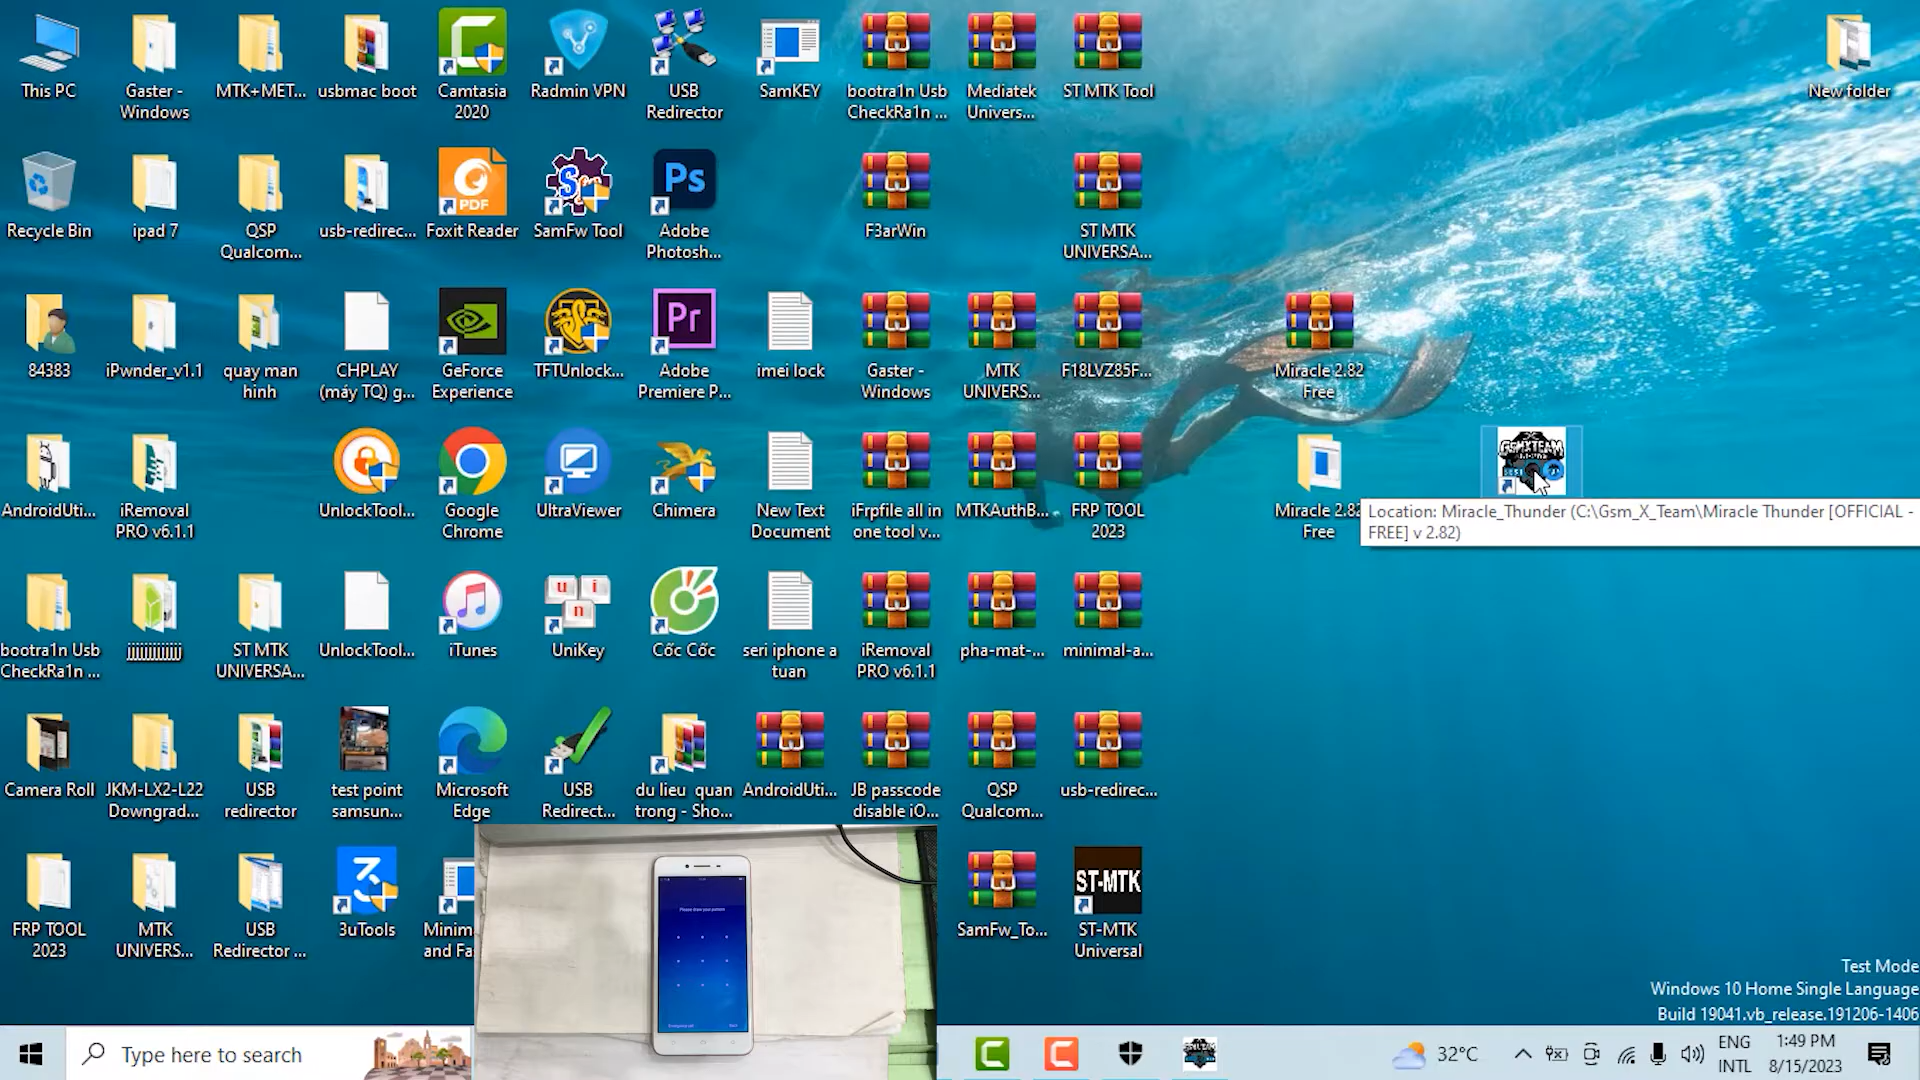 This PC
Gaster -
Windows
MTK+MET...
usbmac boot
Camtasia
2020
Radmin VPN
USB
Redirector
SamKEY
bootra1n Usb
CheckRa1n ...
Mediatek
Univers...
ST MTK Tool
New folder
Recycle Bin
ipad 7
QSP
Qualcom...
usb-redirec...
PDF
Foxit Reader
SamFw Tool
Ps
Adobe
Photosh...
F3arWin
ST MTK
UNIVERSA...
84383
iPwnder_v1.1
quay man
hinh
CHPLAY
(máy TQ) g...
GeForce
Experience
TFTUnlock...
Pr
Adobe
Premiere P...
imei lock
Gaster -
Windows
MTK
UNIVERS...
F18LVZ85F...
Miracle 2.82
Free
AndroidUti...
iRemoval
PRO v6.1.1
UnlockTool...
Google
Chrome
UltraViewer
Chimera
New Text
Document
iFrpfile all in
one tool v...
MTKAuthB...
FRP TOOL
2023
Miracle 2.82
Free
GSMXTEAM
Location: Miracle_Thunder (C:\Gsm_X_Team\Miracle Thunder [OFFICIAL -
FREE] v 2.82)
bootra1n Usb
CheckRa1n ...
jjjjjjjjjjjjj
ST MTK
UNIVERSA...
UnlockTool...
iTunes
u i
n
UniKey
Cốc Cốc
seri iphone a
tuan
iRemoval
PRO v6.1.1
pha-mat-...
minimal-a...
Camera Roll
JKM-LX2-L22
Downgrad...
USB
redirector
test point
samsun...
Microsoft
Edge
USB
Redirect...
du lieu quan
trong - Sho...
AndroidUti...
JB passcode
disable iO...
QSP
Qualcom...
usb-redirec...
FRP TOOL
2023
MTK
UNIVERS...
USB
Redirector ...
3uTools
Minim
and Fa
Please draw your pattern
SamFw_To...
ST-MTK
ST-MTK
Universal
Test Mode
Windows 10 Home Single Language
Build 19041.vb_release.191206-1406
Type here to search
32°C
ENG
INTL
1:49 PM
8/15/2023